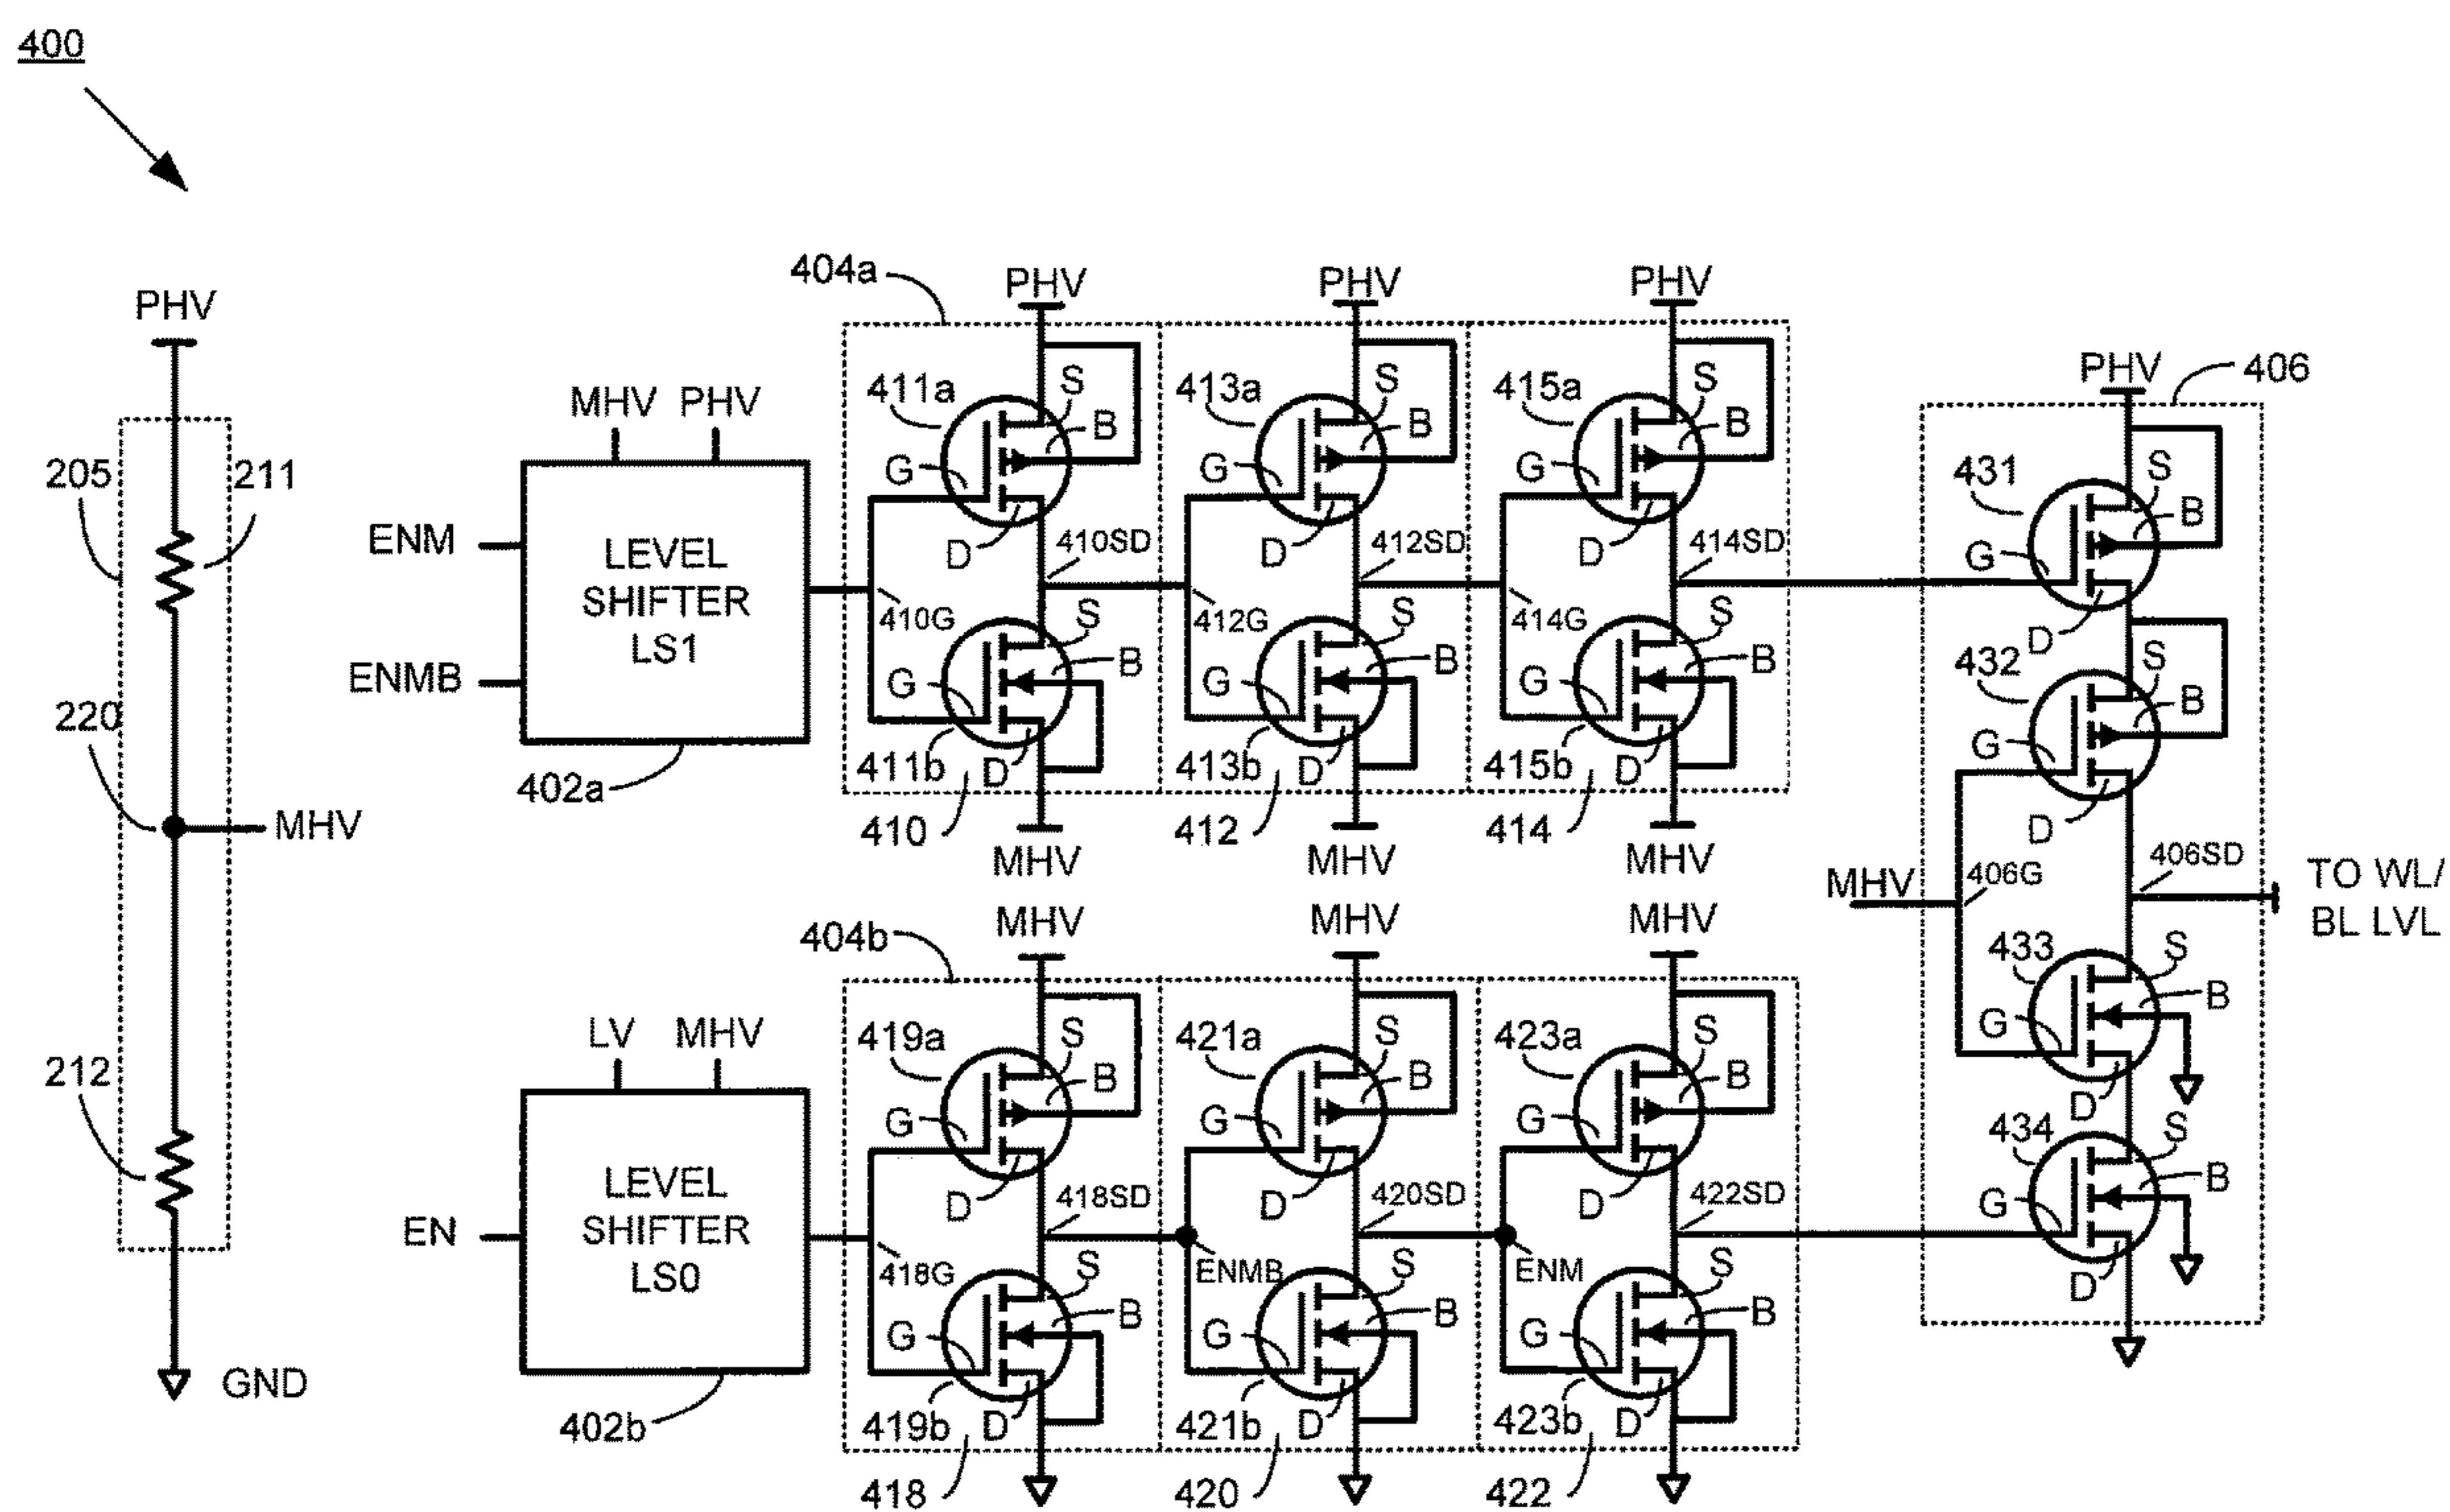 400
PHV
205
211
220
MHV
212
GND
MHV PHV
ENM
ENMB
LEVEL
SHIFTER
LS1
402a
404a
PHV
411a
S
B
G
D
410SD
410G
S
B
G
411b
D
410
MHV
PHV
413a
S
B
G
D
412SD
412G
S
B
G
413b
D
412
MHV
PHV
415a
S
B
G
D
414SD
414G
S
B
G
415b
D
414
MHV
LV MHV
EN
LEVEL
SHIFTER
LS0
402b
404b
MHV
419a
S
B
G
D
418SD
418G
S
B
G
419b
D
418
MHV
421a
S
B
G
D
420SD
ENMB
S
B
G
421b
D
420
MHV
423a
S
B
G
D
422SD
ENM
S
B
G
423b
D
422
PHV
406
431
S
B
G
D
432
S
B
G
D
MHV
406G
406SD
TO WL/
BL LVL
433
S
B
G
D
434
S
B
G
D